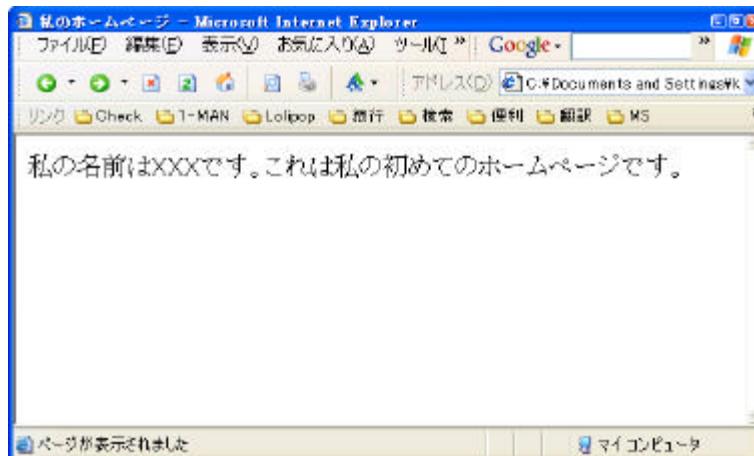 私のホームページ - Microsoft Internet Explorer
ファイル(F) 編集(E) 表示(V) お気に入り(A) ツール(T » Google - »
アドレス(D) C:¥Documents and Settings¥k
リンク Check T-MAN Lolipop 旅行 検索 便利 翻訳 MS
私の名前はXXXです。これは私の初めてのホームページです。
ページが表示されました マイ コンピュータ